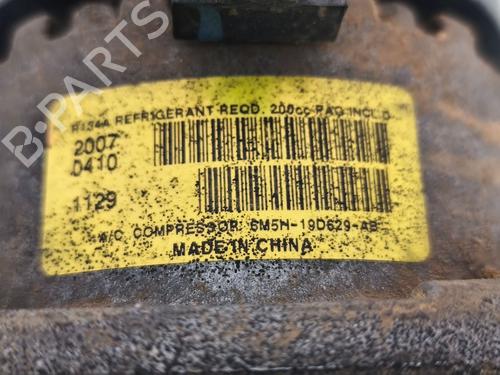 R134A REFRIGERANT REQD. 200cc PAG INCL'D
2007
0410
1129
A/C COMPRESSOR 6M5H-19D629-AB
MADE IN CHINA
B-PARTS